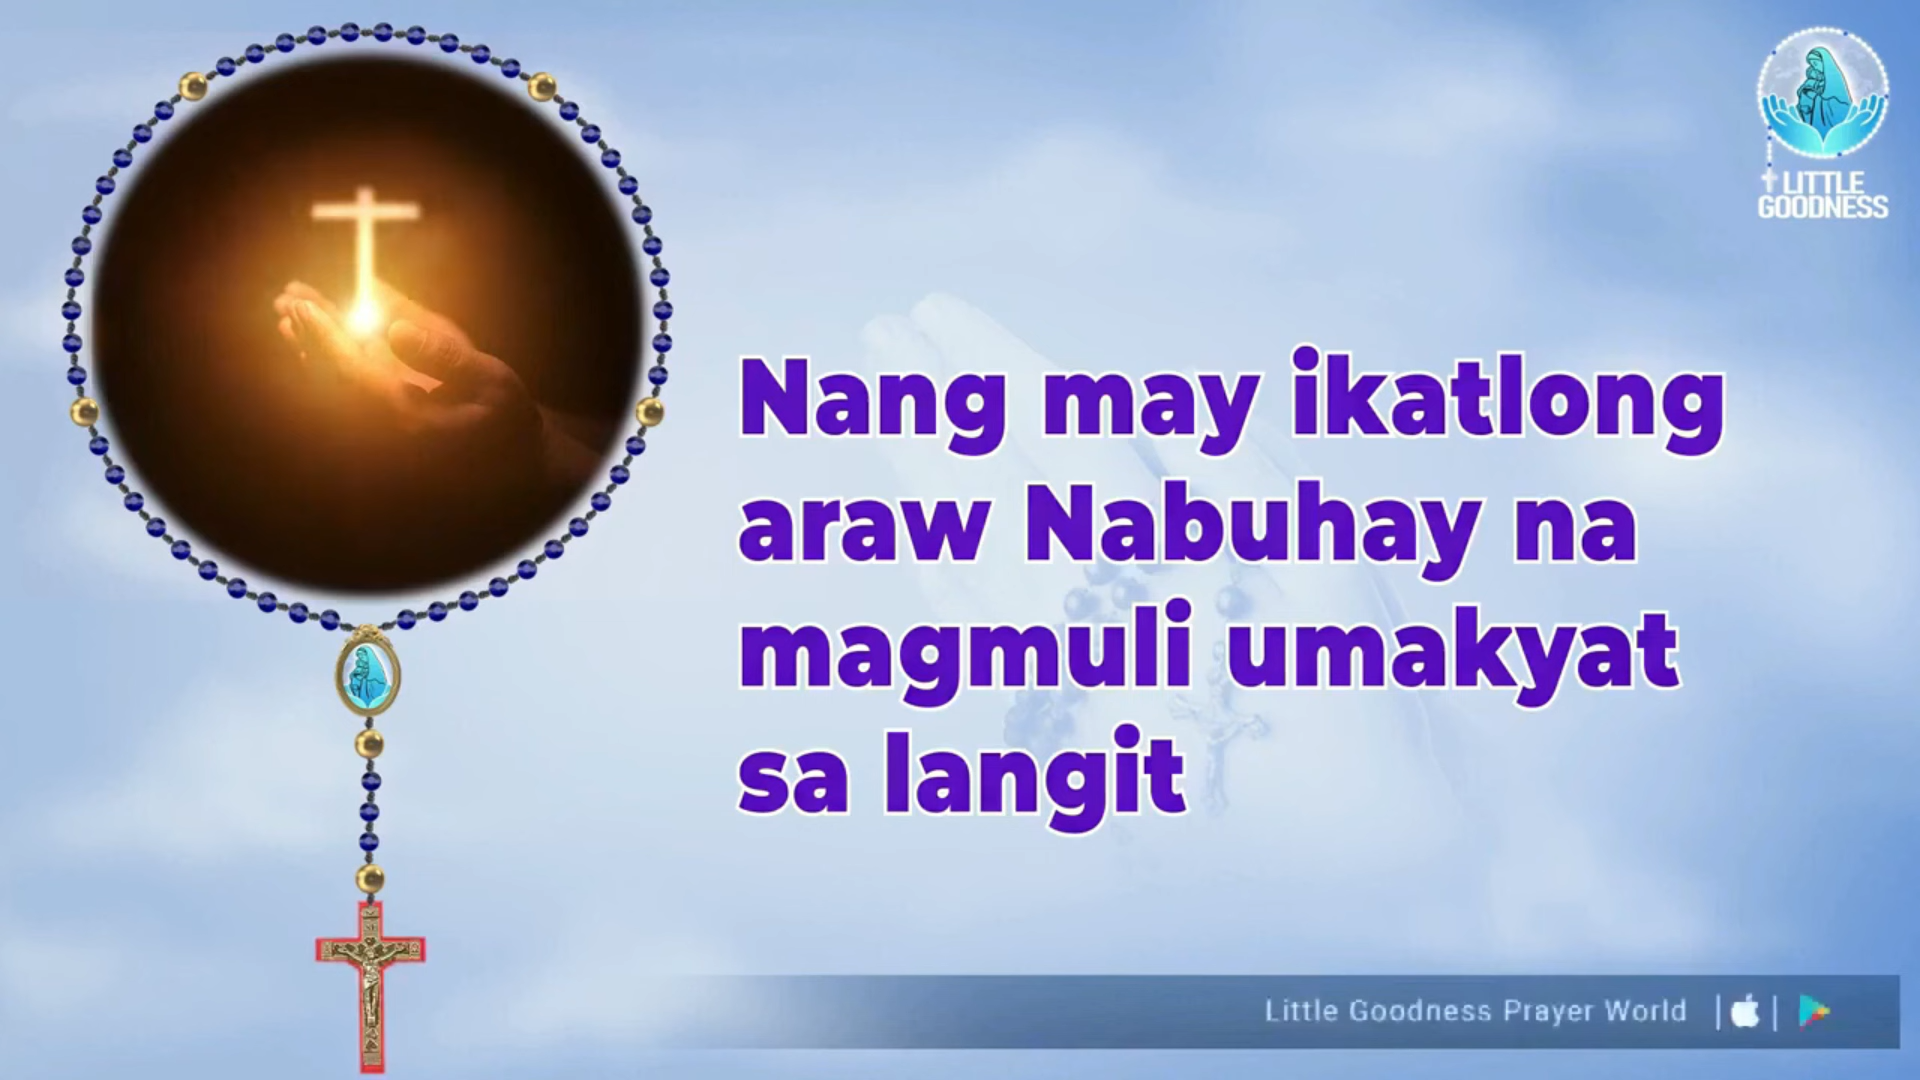 LITTLE
GOODNESS
Nang may ikatlong
araw Nabuhay na
magmuli umakyat
sa langit
Little Goodness Prayer World